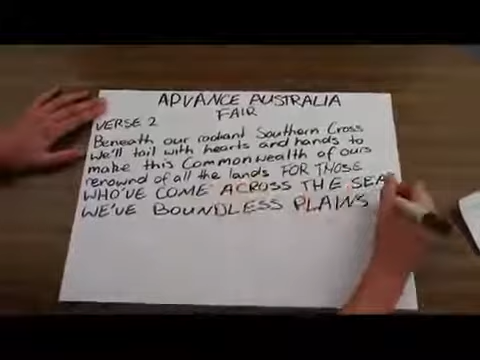 ADVANCE AUSTRALIA
FAIR
VERSE 2
Beneath our radiant Southern Cross
We'll toil with hearts and hands to
make this Commonwealth of ours
renownd of all the lands FOR THOSE
WHO'VE COME ACROSS THE SEA
WE'VE BOUNDLESS PLAINS